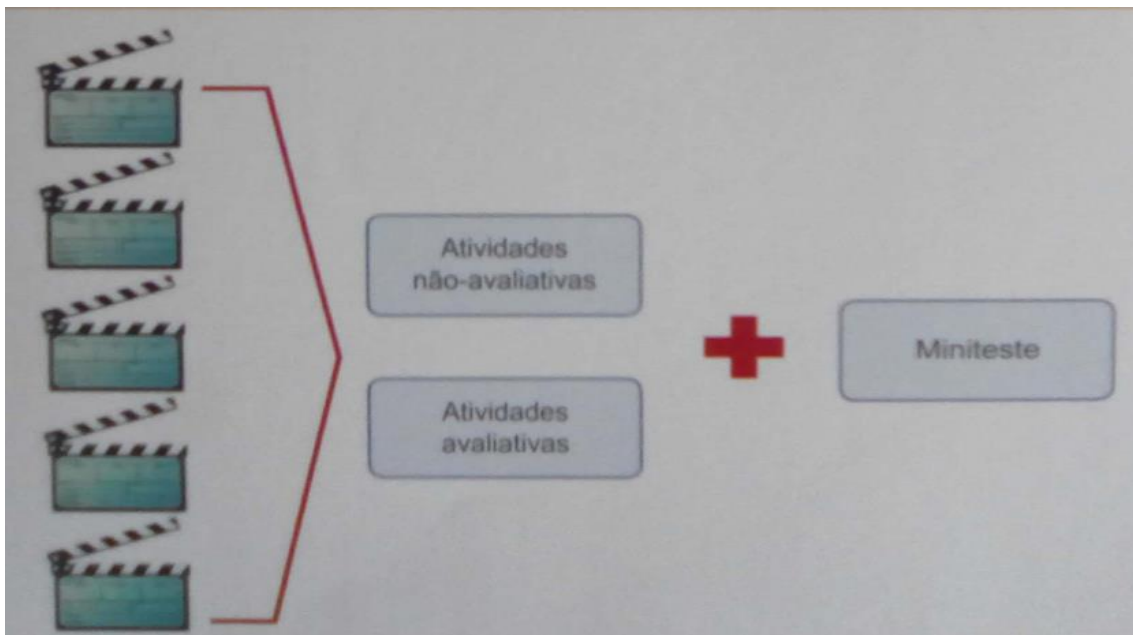 Atividades
não-avaliativas
Atividades
avaliativas
Miniteste